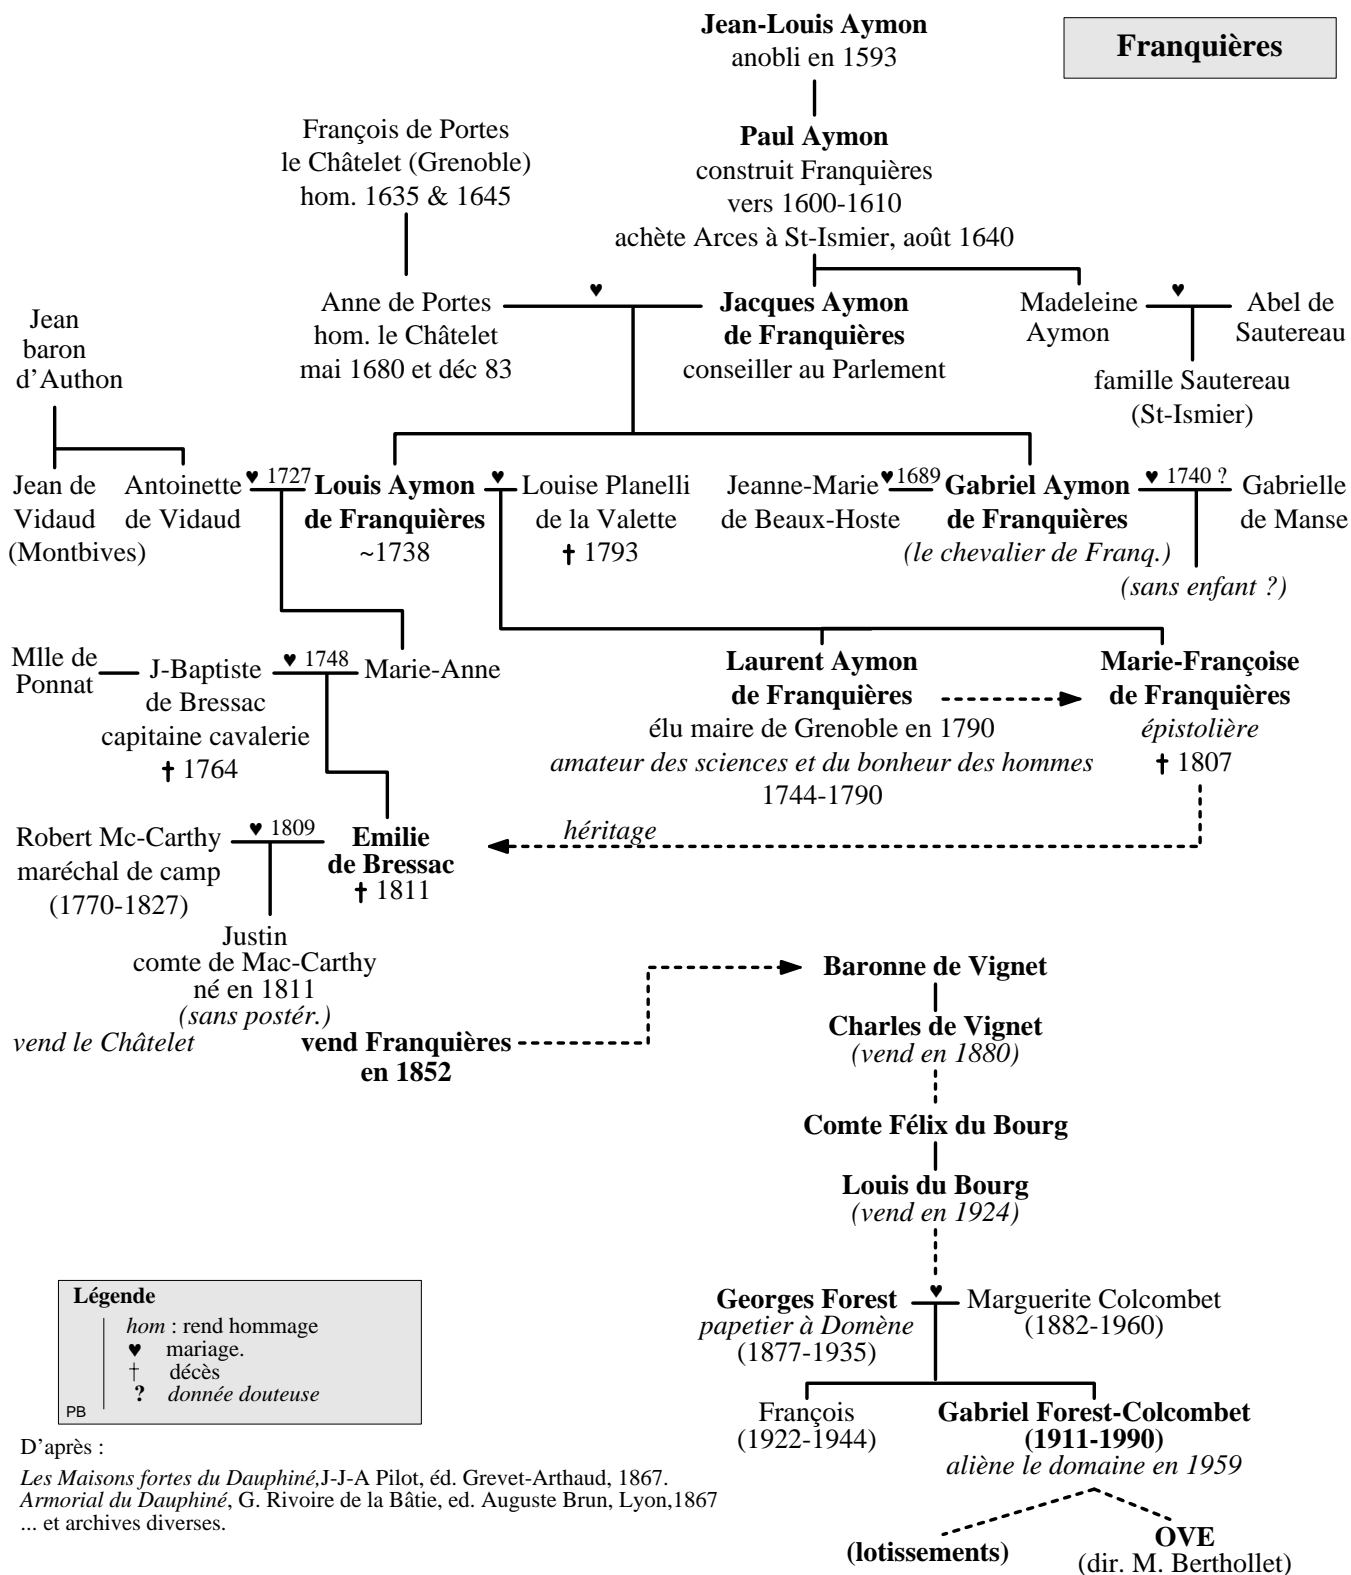 Jean-Louis Aymon
anobli en 1593
Franquières
François de Portes
le Châtelet (Grenoble)
hom. 1635 & 1645
Paul Aymon
construit Franquières
vers 1600-1610
achète Arces à St-Ismier, août 1640
Jean
baron
d'Authon
Anne de Portes
hom. le Châtelet
mai 1680 et déc 83
♥
Jacques Aymon
de Franquières
conseiller au Parlement
Madeleine
Aymon
♥
Abel de
Sautereau
famille Sautereau
(St-Ismier)
Jean de
Vidaud
(Montbives)
Antoinette
de Vidaud
♥ 1727
Louis Aymon
de Franquières
~1738
♥
Louise Planelli
de la Valette
† 1793
Jeanne-Marie
de Beaux-Hoste
♥1689
Gabriel Aymon
de Franquières
(le chevalier de Franq.)
♥ 1740 ?
Gabrielle
de Manse
(sans enfant ?)
Mlle de
Ponnat
J-Baptiste
de Bressac
capitaine cavalerie
† 1764
♥ 1748
Marie-Anne
Laurent Aymon
de Franquières
élu maire de Grenoble en 1790
amateur des sciences et du bonheur des hommes
1744-1790
Marie-Françoise
de Franquières
épistolière
† 1807
Robert Mc-Carthy
maréchal de camp
(1770-1827)
♥ 1809
Emilie
de Bressac
† 1811
héritage
Justin
comte de Mac-Carthy
né en 1811
(sans postér.)
vend le Châtelet
vend Franquières
en 1852
Baronne de Vignet
Charles de Vignet
(vend en 1880)
Comte Félix du Bourg
Louis du Bourg
(vend en 1924)
Georges Forest
papetier à Domène
(1877-1935)
♥
Marguerite Colcombet
(1882-1960)
François
(1922-1944)
Gabriel Forest-Colcombet
(1911-1990)
aliène le domaine en 1959
(lotissements)
OVE
(dir. M. Berthollet)
Légende
hom : rend hommage
♥ mariage.
† décès
? donnée douteuse
PB
D'après :
Les Maisons fortes du Dauphiné,J-J-A Pilot, éd. Grevet-Arthaud, 1867.
Armorial du Dauphiné, G. Rivoire de la Bâtie, ed. Auguste Brun, Lyon,1867
... et archives diverses.